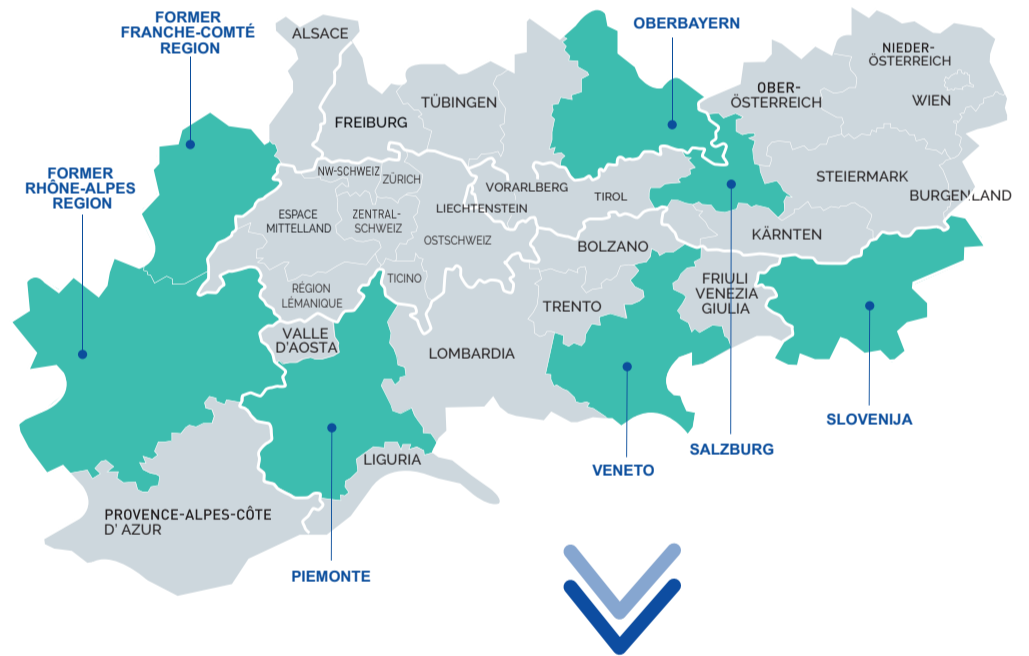 FORMER
FRANCHE-COMTÉ
REGION
ALSACE
OBERBAYERN
NIEDER-
ÖSTERREICH
OBER-
ÖSTERREICH
WIEN
TÜBINGEN
FREIBURG
FORMER
RHÔNE-ALPES
REGION
NW-SCHWEIZ
ZÜRICH
VORARLBERG
TIROL
STEIERMARK
BURGENLAND
LIECHTENSTEIN
ESPACE
MITTELLAND
ZENTRAL-
SCHWEIZ
OSTSCHWEIZ
BOLZANO
KÄRNTEN
TICINO
RÉGION
LÉMANIQUE
TRENTO
FRIULI
VENEZIA
GIULIA
VALLE
D'AOSTA
LOMBARDIA
SLOVENIJA
SALZBURG
VENETO
LIGURIA
PROVENCE-ALPES-CÔTE
D' AZUR
PIEMONTE